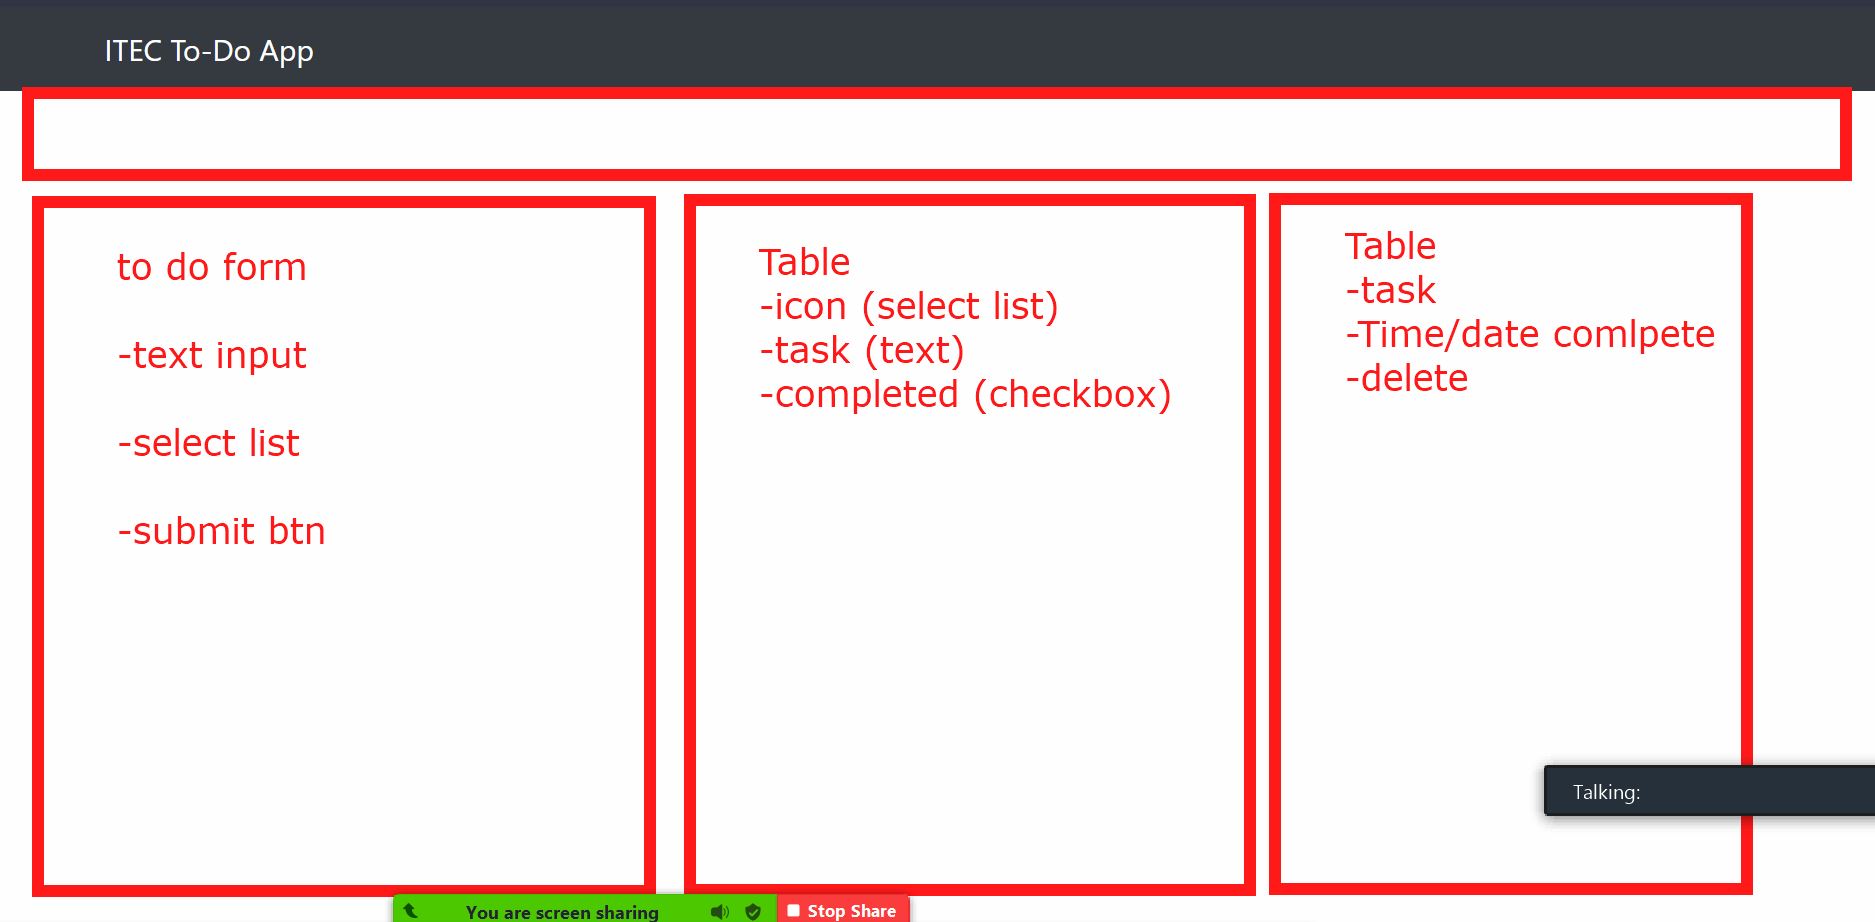 ITEC To-Do App
to do form
-text input
-select list
-submit btn
Table
-icon (select list)
-task (text)
-completed (checkbox)
Table
-task
-Time/date comlpete
-delete
Talking:
You are screen sharing
Stop Share